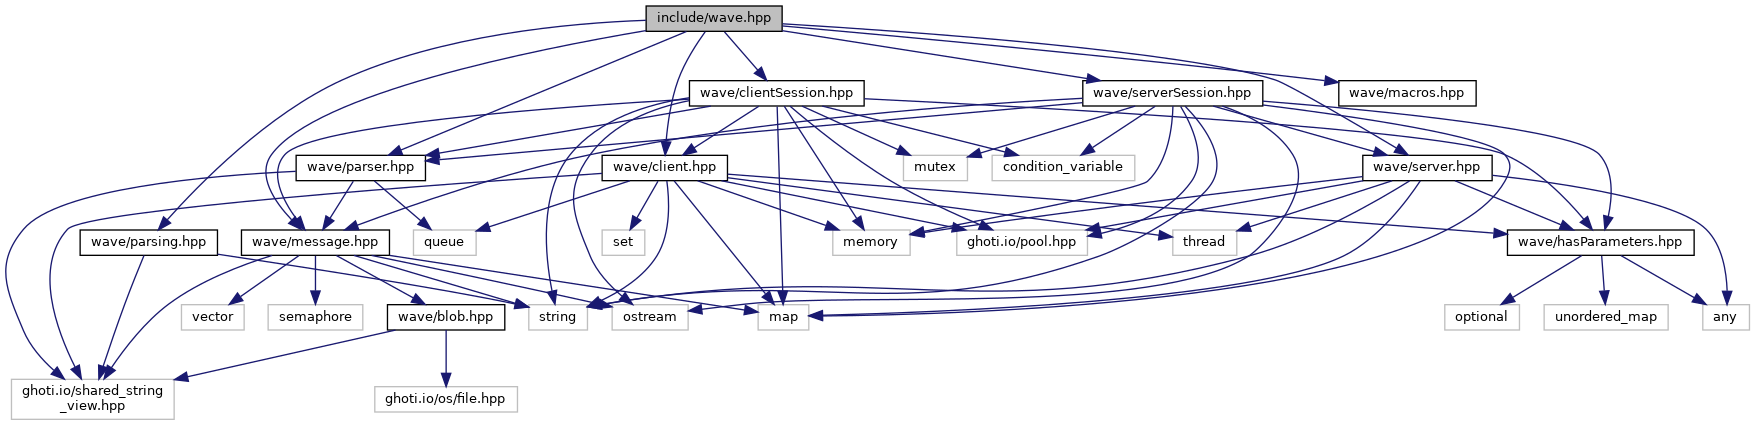 include/wave.hpp
wave/clientSession.hpp
wave/serverSession.hpp
wave/macros.hpp
wave/parser.hpp
wave/client.hpp
mutex
condition_variable
wave/server.hpp
wave/parsing.hpp
wave/message.hpp
queue
set
memory
ghoti.io/pool.hpp
thread
wave/hasParameters.hpp
vector
semaphore
wave/blob.hpp
string
ostream
map
optional
unordered_map
any
ghoti.io/shared_string
_view.hpp
ghoti.io/os/file.hpp